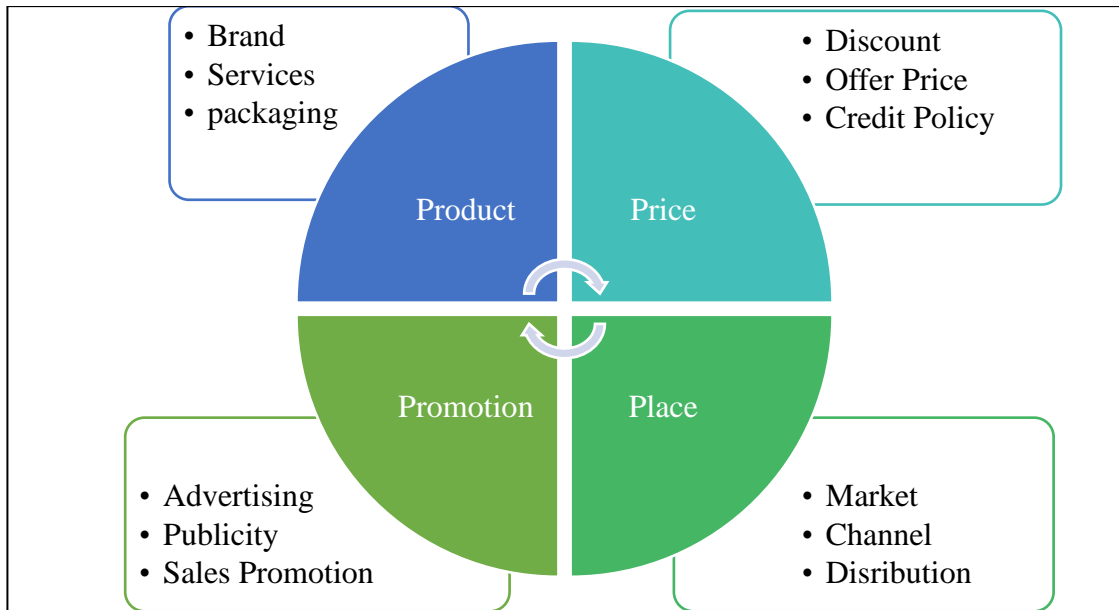 • Brand
• Services
• packaging
• Discount
• Offer Price
• Credit Policy
Product
Price
Promotion
Place
• Advertising
• Publicity
• Sales Promotion
• Market
• Channel
• Disribution